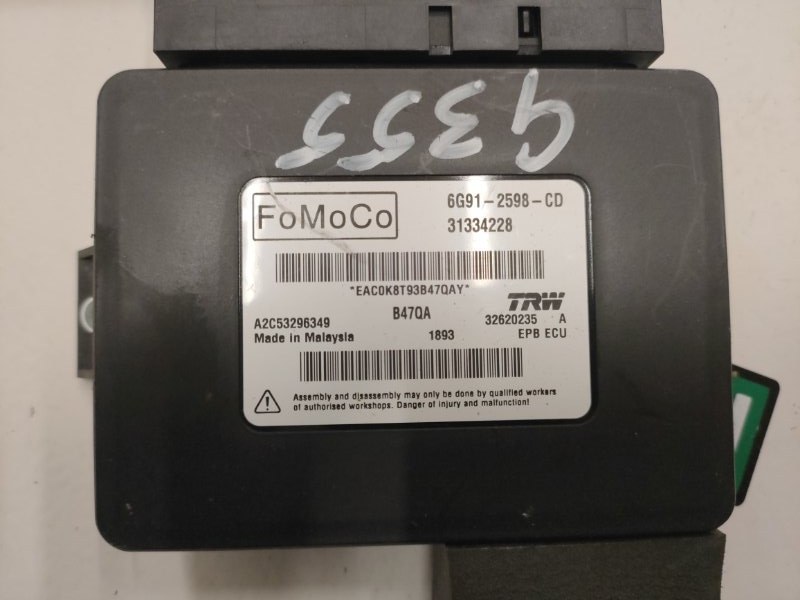 9355
FoMoCo
6G91-2598-CD
31334228
*EAC0K8T93B47QAY*
A2C53296349 B47QA TRW
32620235 A
Made in Malaysia 1893 EPB ECU
Assembly and disassembly may only be done by qualified workers
of authorised workshops. Danger of injury and malfunction!